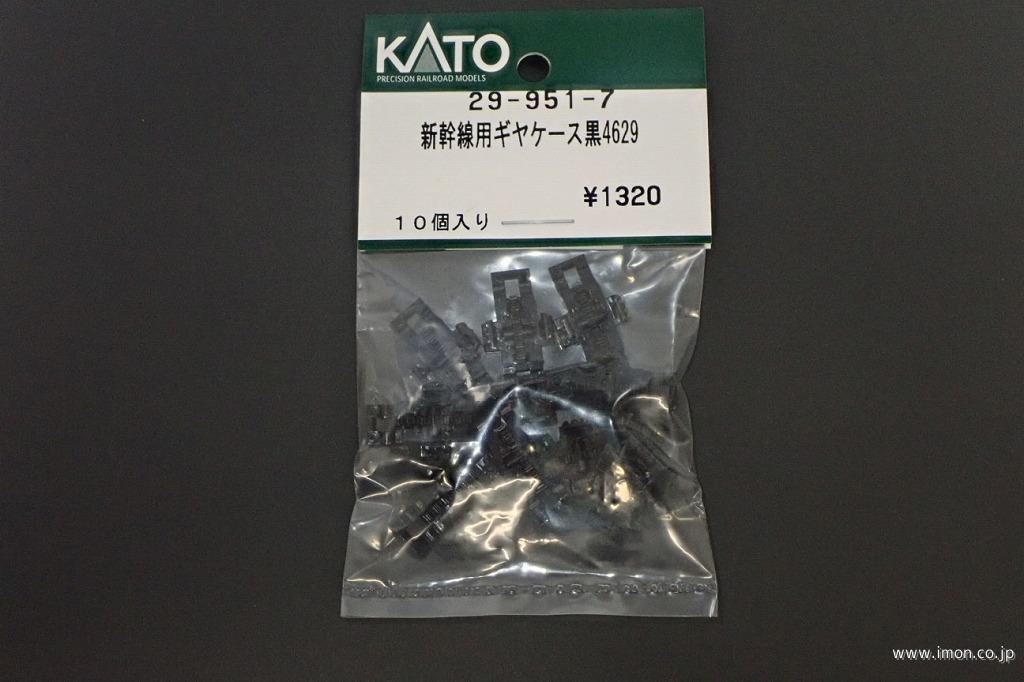 KATO
PRECISION RAILROAD MODELS
29-951-7
新幹線用ギヤケース黒4629
¥1320
10個入り
www.imon.co.jp